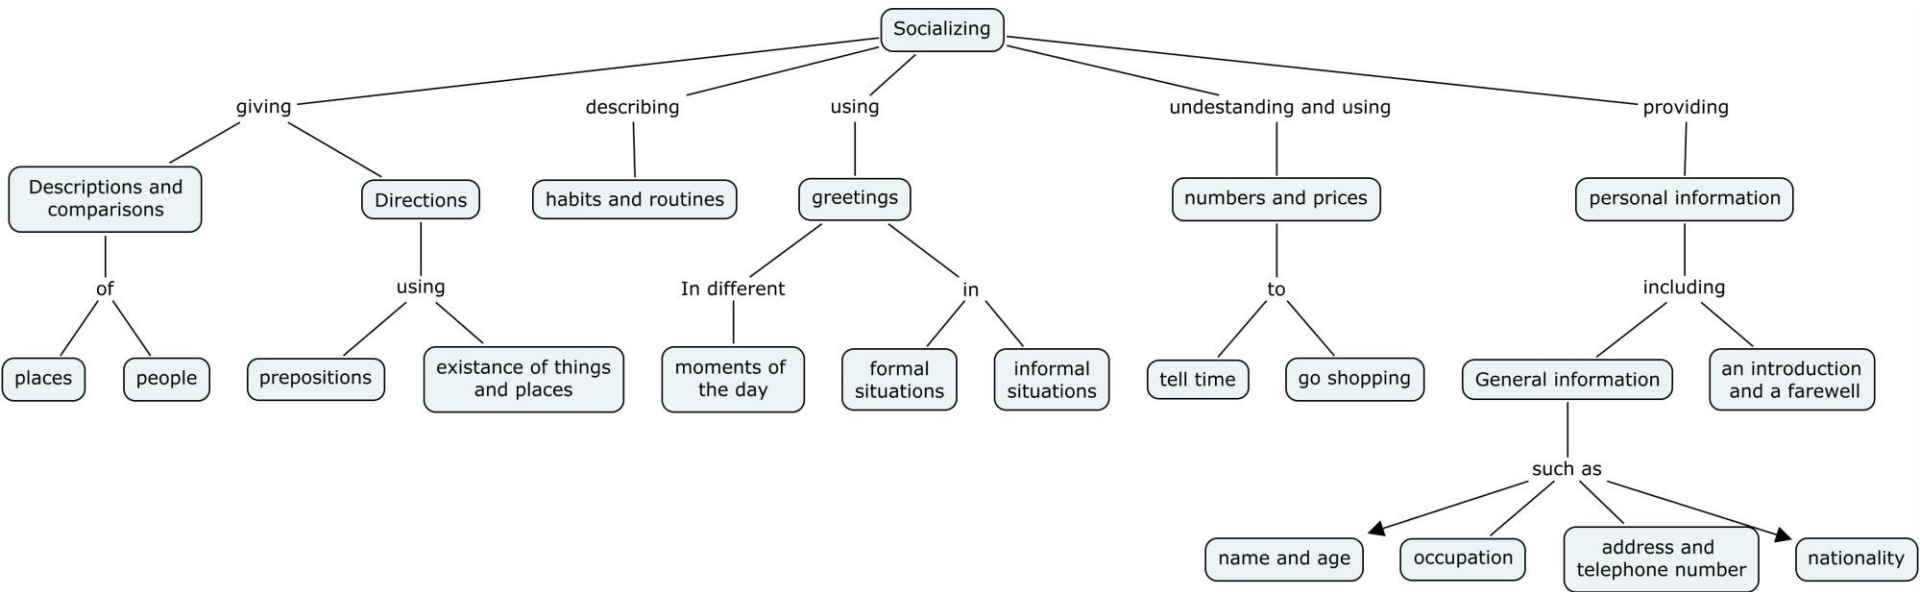 Socializing
giving
describing
using
undestanding and using
providing
Descriptions and
comparisons
Directions
habits and routines
greetings
numbers and prices
personal information
of
using
In different
in
to
including
places
people
prepositions
existance of things
and places
moments of
the day
formal
situations
informal
situations
tell time
go shopping
General information
an introduction
and a farewell
such as
name and age
occupation
address and
telephone number
nationality